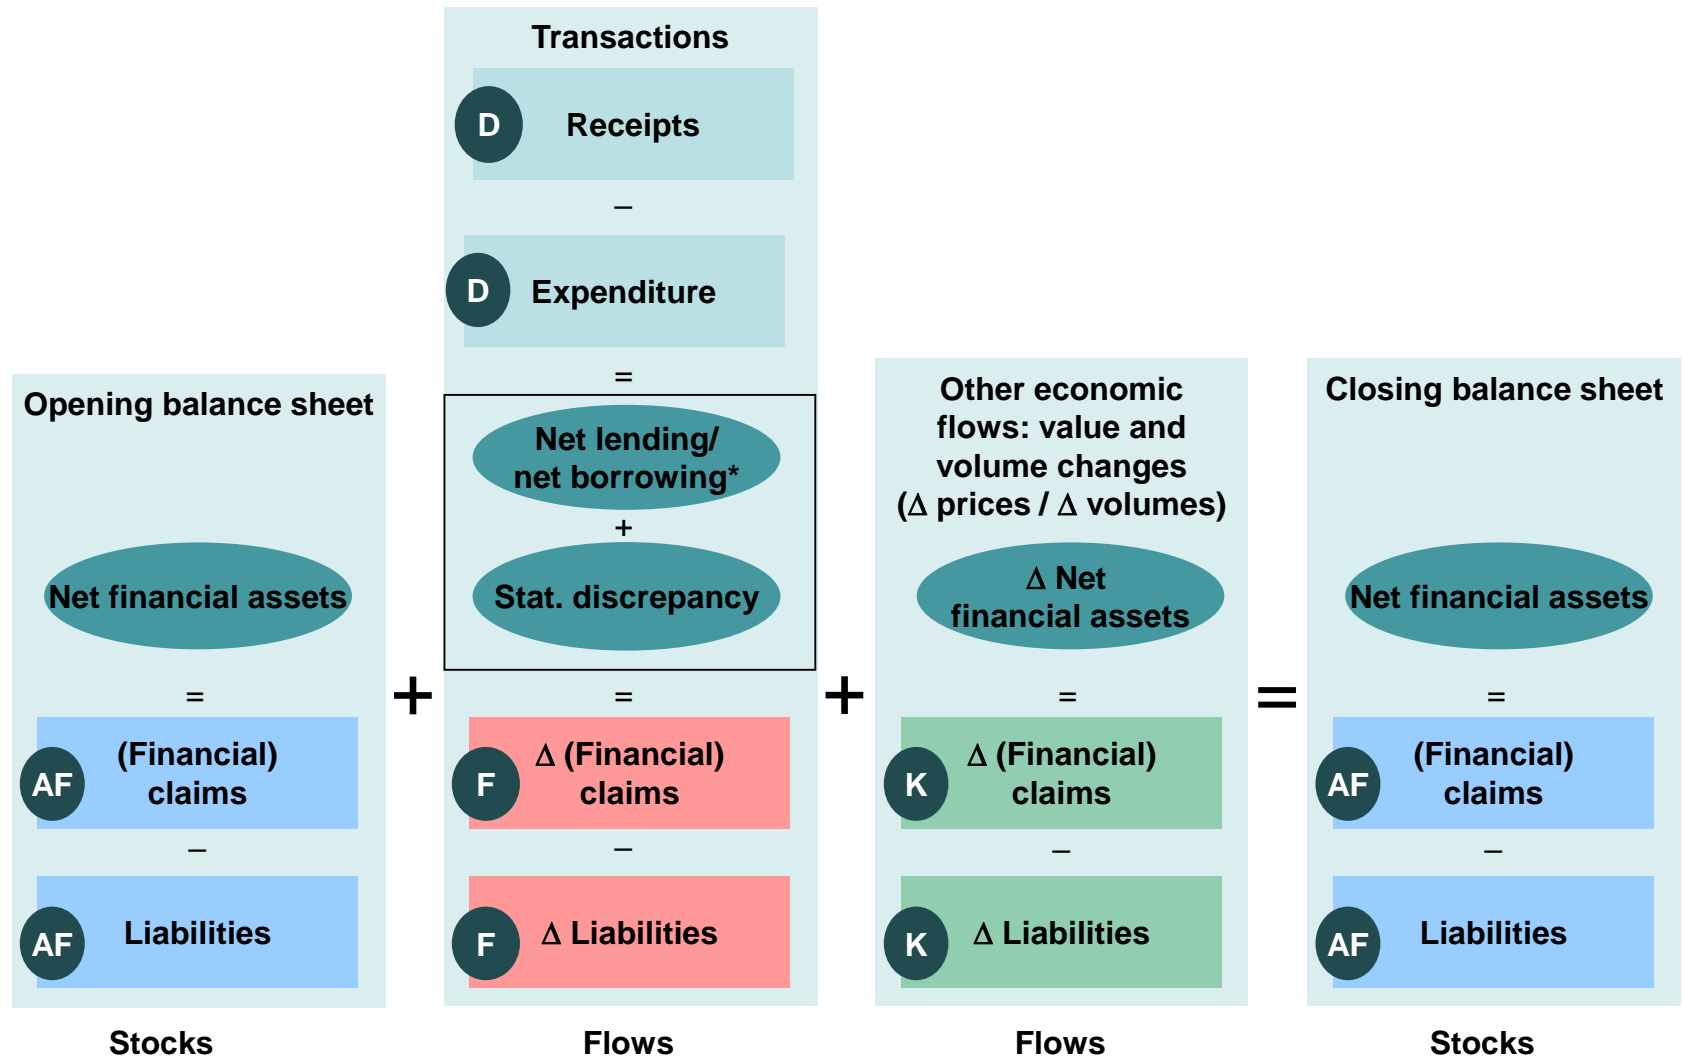 Opening balance sheet
Net financial assets
=
AF
(Financial)
claims
–
AF
Liabilities
Stocks
+
Transactions
D
Receipts
–
D
Expenditure
=
Net lending/
net borrowing*
+
Stat. discrepancy
=
F
Δ (Financial)
claims
–
F
Δ Liabilities
Flows
+
Other economic
flows: value and
volume changes
(Δ prices / Δ volumes)
Δ Net
financial assets
=
K
Δ (Financial)
claims
–
K
Δ Liabilities
Flows
=
Closing balance sheet
Net financial assets
=
AF
(Financial)
claims
–
AF
Liabilities
Stocks